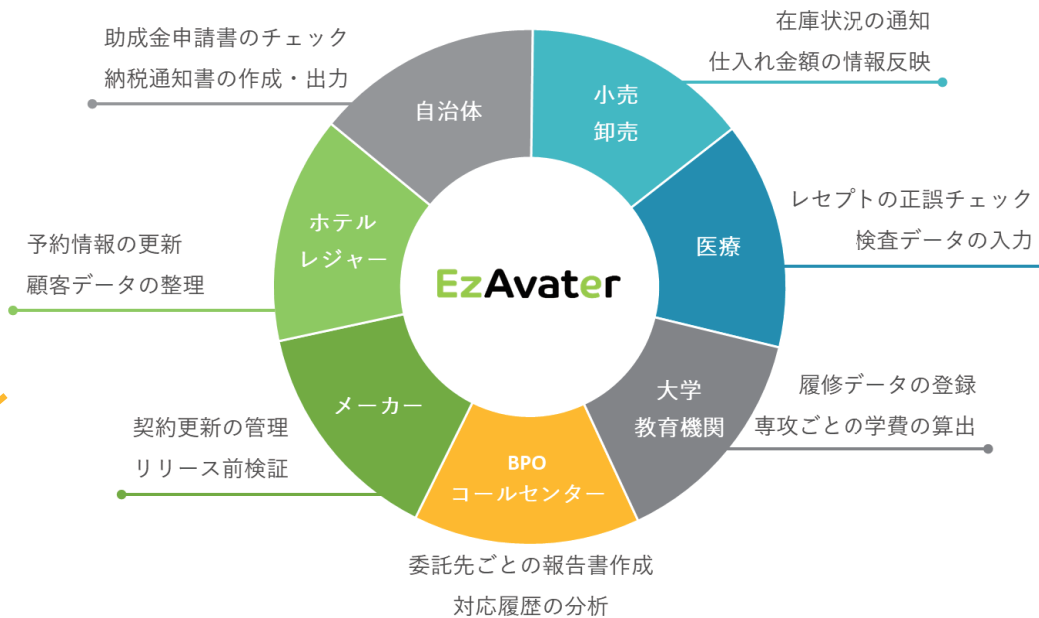 助成金申請書のチェック
納税通知書の作成・出力
在庫状況の通知
仕入れ金額の情報反映
自治体
小売
卸売
ホテル
レジャー
予約情報の更新
顧客データの整理
医療
レセプトの正誤チェック
検査データの入力
EzAvater
メーカー
契約更新の管理
リリース前検証
大学
教育機関
履修データの登録
専攻ごとの学費の算出
BPO
コールセンター
委託先ごとの報告書作成
対応履歴の分析